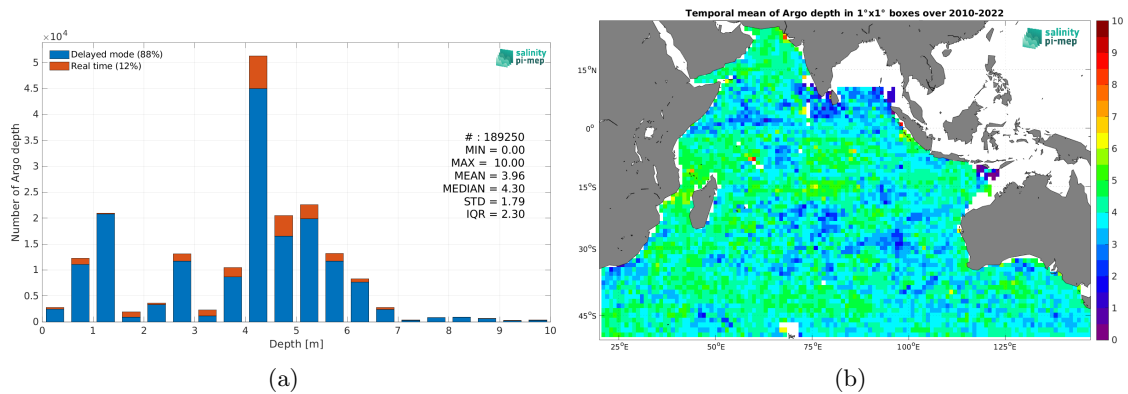 ×10⁴
Delayed mode (88%)
Real time (12%)
salinity
pi-mep
# : 189250
MIN = 0.00
MAX = 10.00
MEAN = 3.96
MEDIAN = 4.30
STD = 1.79
IQR = 2.30
Number of Argo depth
5
4.5
4
3.5
3
2.5
2
1.5
1
0.5
0
0 1 2 3 4 5 6 7 8 9 10
Depth [m]
(a)
Temporal mean of Argo depth in 1°x1° boxes over 2010-2022
salinity
pi-mep
15°N
0°
15°S
30°S
45°S
25°E 50°E 75°E 100°E 125°E
10
9
8
7
6
5
4
3
2
1
0
(b)